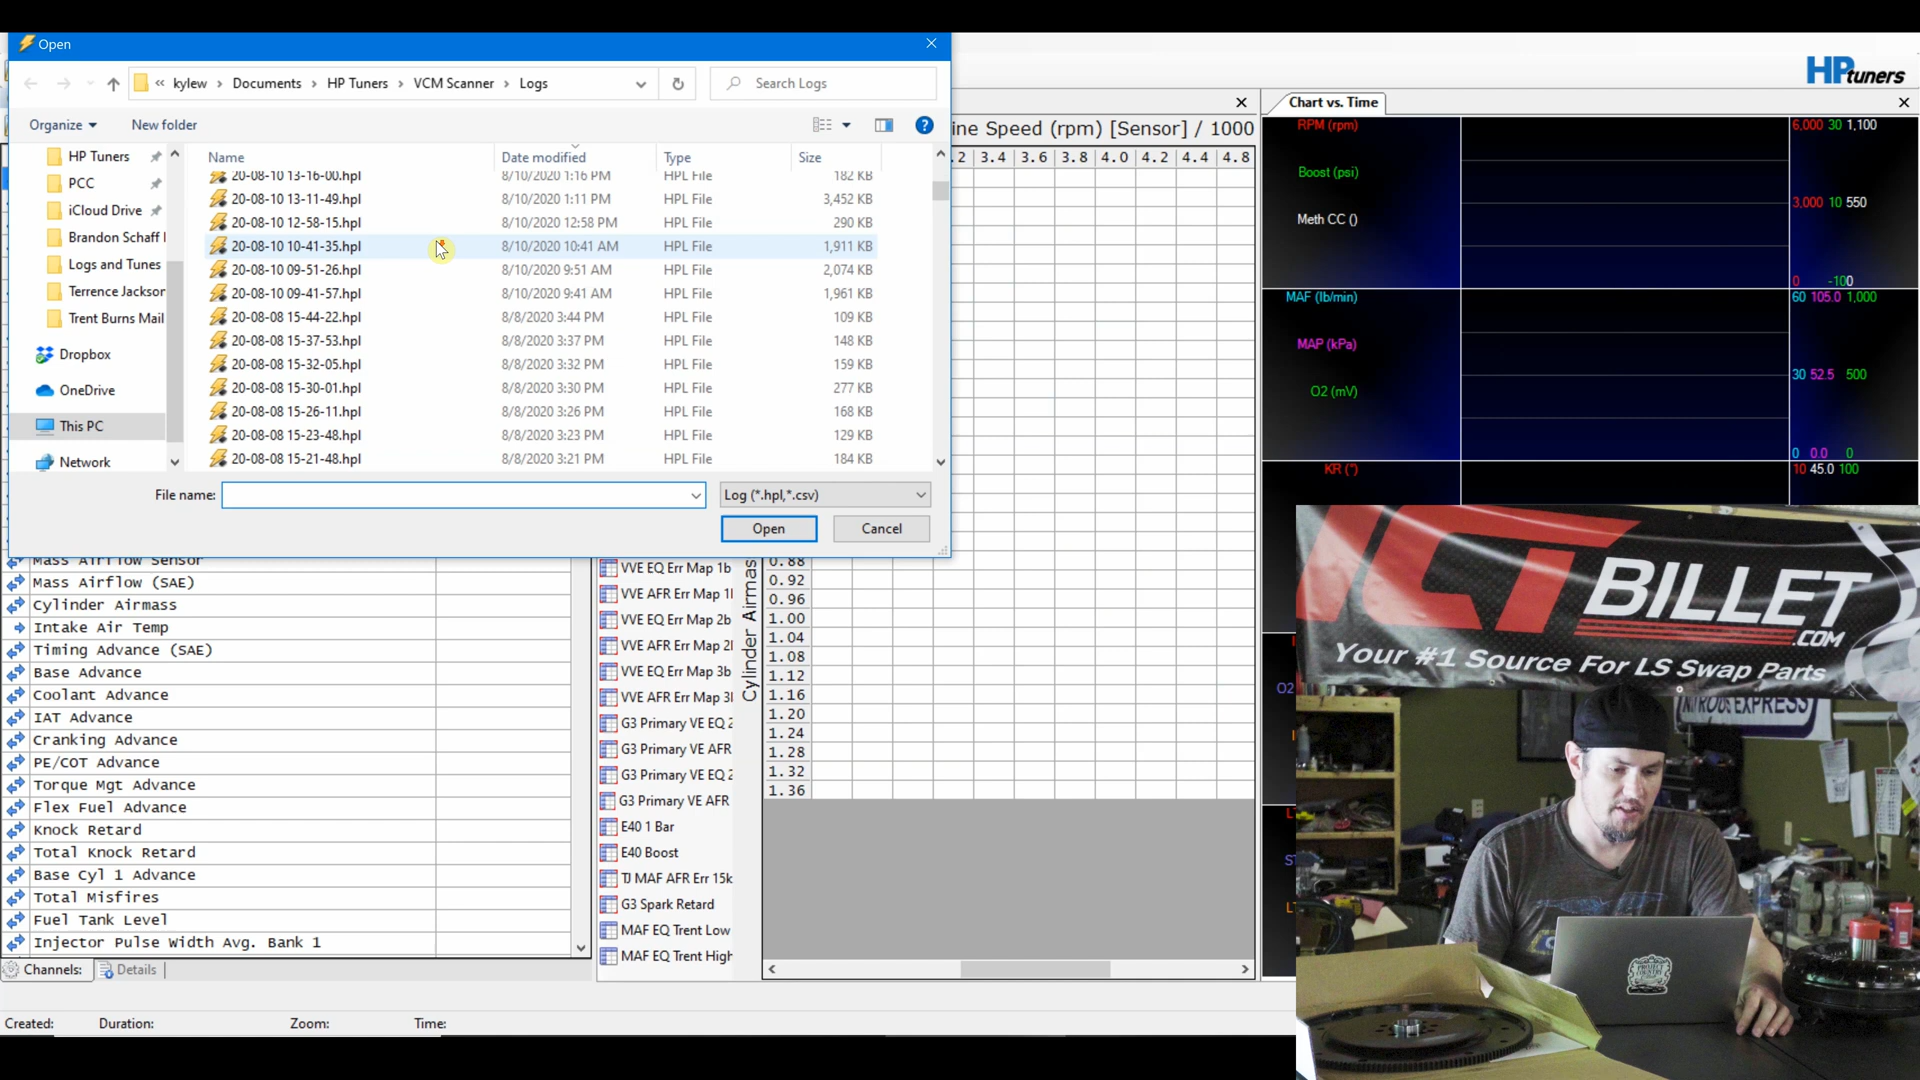 Open
« kylew > Documents > HP Tuners > VCM Scanner > Logs
Search Logs
Organize
New folder
HP Tuners
PCC
iCloud Drive
Brandon Schaff
Logs and Tunes
Terrence Jackson
Trent Burns Mail
Dropbox
OneDrive
This PC
Network
Name Date modified Type Size
20-08-10 13-16-00.hpl 8/10/2020 1:16 PM HPL File 182 KB
20-08-10 13-11-49.hpl 8/10/2020 1:11 PM HPL File 3,452 KB
20-08-10 12-58-15.hpl 8/10/2020 12:58 PM HPL File 290 KB
20-08-10 10-41-35.hpl 8/10/2020 10:41 AM HPL File 1,911 KB
20-08-10 09-51-26.hpl 8/10/2020 9:51 AM HPL File 2,074 KB
20-08-10 09-41-57.hpl 8/10/2020 9:41 AM HPL File 1,961 KB
20-08-08 15-44-22.hpl 8/8/2020 3:44 PM HPL File 109 KB
20-08-08 15-37-53.hpl 8/8/2020 3:37 PM HPL File 148 KB
20-08-08 15-32-05.hpl 8/8/2020 3:32 PM HPL File 159 KB
20-08-08 15-30-01.hpl 8/8/2020 3:30 PM HPL File 277 KB
20-08-08 15-26-11.hpl 8/8/2020 3:26 PM HPL File 168 KB
20-08-08 15-23-48.hpl 8/8/2020 3:23 PM HPL File 129 KB
20-08-08 15-21-48.hpl 8/8/2020 3:21 PM HPL File 184 KB
File name:
Log (*.hpl,*.csv)
Open
Cancel
Mass Airflow Sensor
Mass Airflow (SAE)
Cylinder Airmass
Intake Air Temp
Timing Advance (SAE)
Base Advance
Coolant Advance
IAT Advance
Cranking Advance
PE/COT Advance
Torque Mgt Advance
Flex Fuel Advance
Knock Retard
Total Knock Retard
Base Cyl 1 Advance
Total Misfires
Fuel Tank Level
Injector Pulse Width Avg. Bank 1
Channels:
Details
Created:
Duration:
Zoom:
Time:
VVE EQ Err Map 1b
VVE AFR Err Map 1
VVE EQ Err Map 2b
VVE AFR Err Map 2
VVE EQ Err Map 3b
VVE AFR Err Map 3
G3 Primary VE EQ 2
G3 Primary VE AFR
G3 Primary VE EQ 2
G3 Primary VE AFR
E40 1 Bar
E40 Boost
TJ MAF AFR Err 15k
G3 Spark Retard
MAF EQ Trent Low
MAF EQ Trent High
ine Speed (rpm) [Sensor] / 1000
.2 3.4 3.6 3.8 4.0 4.2 4.4 4.8
Cylinder Airmas
0.88
0.92
0.96
1.00
1.04
1.08
1.12
1.16
1.20
1.24
1.28
1.32
1.36
HPtuners
Chart vs. Time
RPM (rpm)
Boost (psi)
Meth CC ()
6,000 30 1,100
3,000 10 550
0 -10 0
MAF (lb/min)
MAP (kPa)
O2 (mV)
60 105.0 1,000
30 52.5 500
0 0.0 0
KR (°)
10 45.0 100
O2
ICT BILLET
.COM
Your #1 Source For LS Swap Parts
NITROUS EXPRESS
PROJECT
COUNTRY